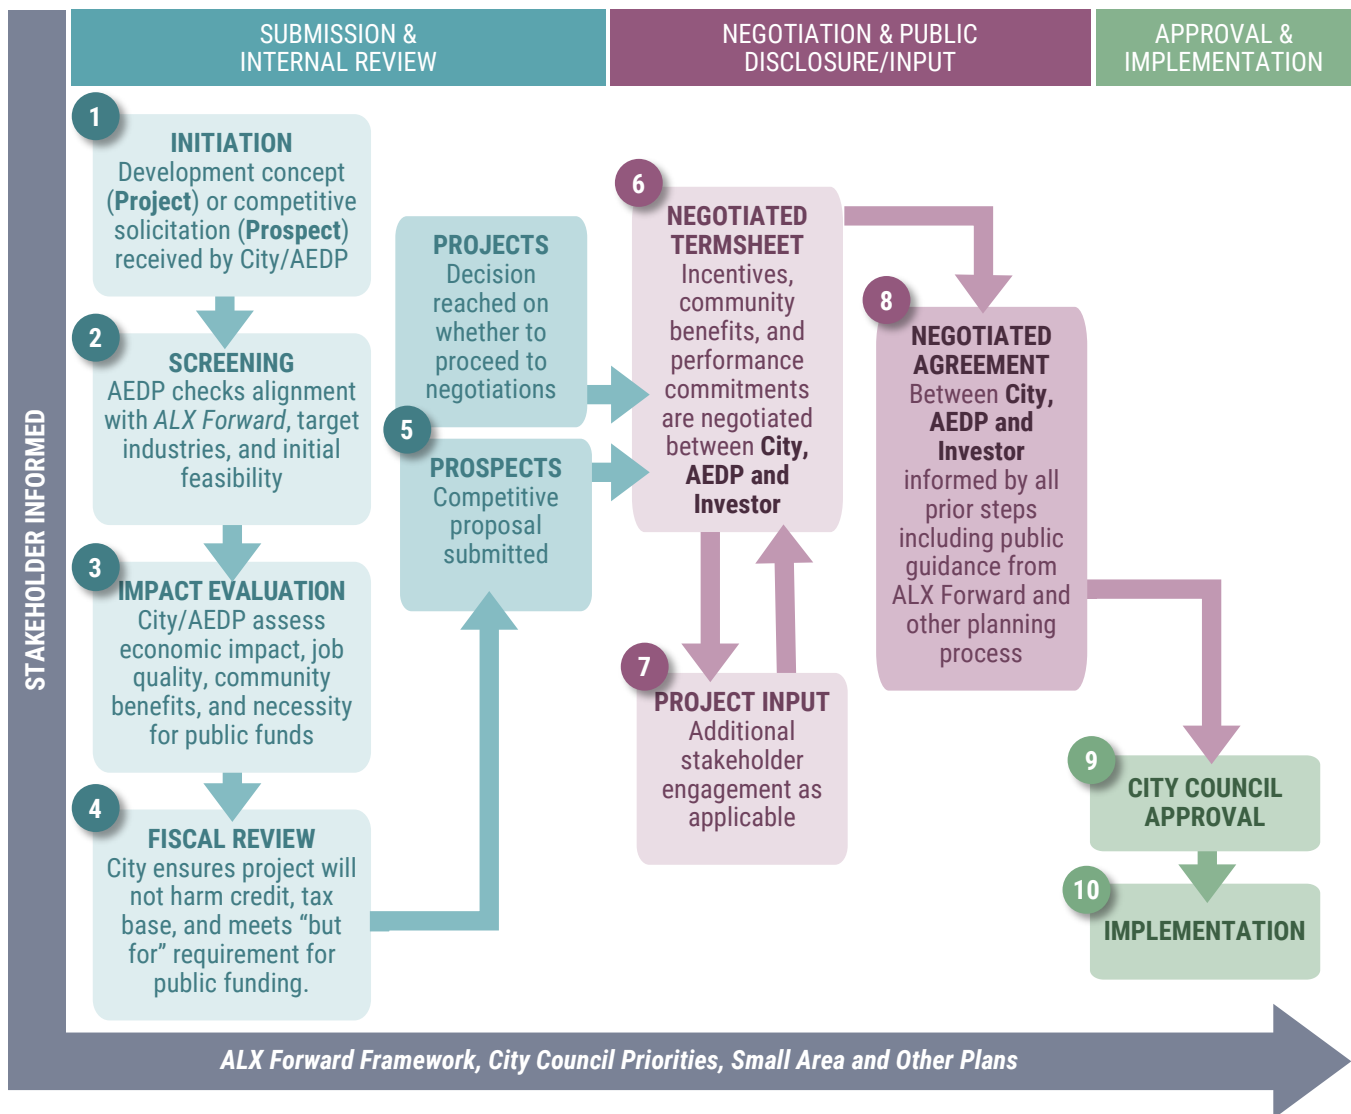 SUBMISSION &
INTERNAL REVIEW
NEGOTIATION & PUBLIC
DISCLOSURE/INPUT
APPROVAL &
IMPLEMENTATION
STAKEHOLDER INFORMED
1
INITIATION
Development concept
(Project) or competitive
solicitation (Prospect)
received by City/AEDP
2
SCREENING
AEDP checks alignment
with ALX Forward, target
industries, and initial
feasibility
3
IMPACT EVALUATION
City/AEDP assess
economic impact, job
quality, community
benefits, and necessity
for public funds
4
FISCAL REVIEW
City ensures project will
not harm credit, tax
base, and meets “but
for” requirement for
public funding.
PROJECTS
Decision
reached on
whether to
proceed to
negotiations
5
PROSPECTS
Competitive
proposal
submitted
6
NEGOTIATED
TERMSHEET
Incentives,
community
benefits, and
performance
commitments
are negotiated
between City,
AEDP and
Investor
7
PROJECT INPUT
Additional
stakeholder
engagement as
applicable
8
NEGOTIATED
AGREEMENT
Between City,
AEDP and
Investor
informed by all
prior steps
including public
guidance from
ALX Forward and
other planning
process
9
CITY COUNCIL
APPROVAL
10
IMPLEMENTATION
ALX Forward Framework, City Council Priorities, Small Area and Other Plans